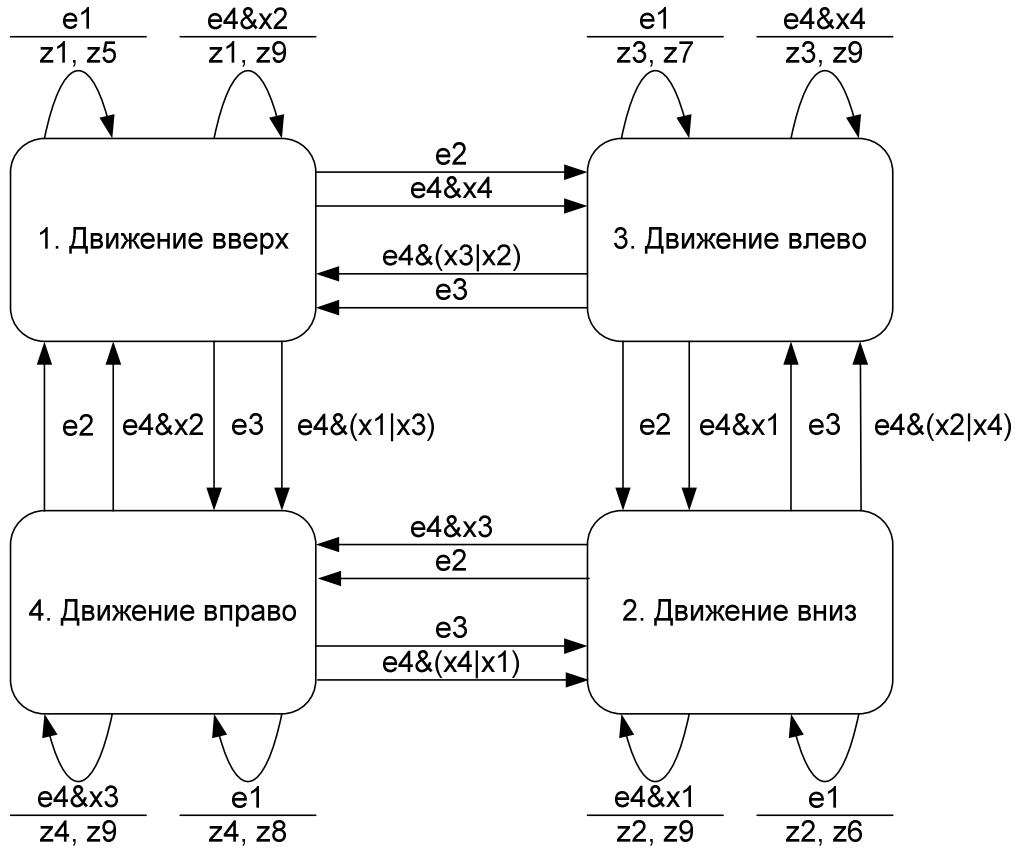 e1
z1, z5
e4&x2
z1, z9
e1
z3, z7
e4&x4
z3, z9
1. Движение вверх
e2
e4&x4
e4&(x3|x2)
e3
3. Движение влево
e2
e4&x2
e3
e4&(x1|x3)
e2
e4&x1
e3
e4&(x2|x4)
4. Движение вправо
e4&x3
e2
e3
e4&(x4|x1)
2. Движение вниз
e4&x3
z4, z9
e1
z4, z8
e4&x1
z2, z9
e1
z2, z6